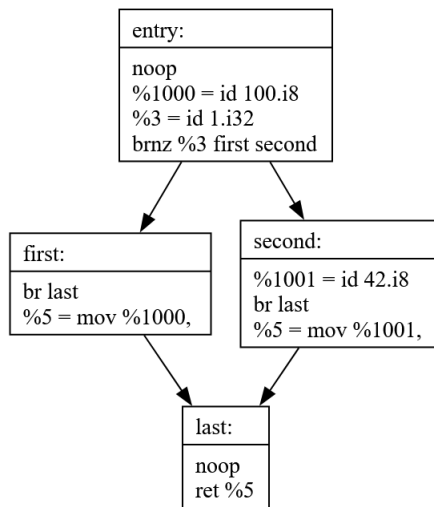 entry:
noop
%1000 = id 100.i8
%3 = id 1.i32
brnz %3 first second
first:
br last
%5 = mov %1000,
second:
%1001 = id 42.i8
br last
%5 = mov %1001,
last:
noop
ret %5